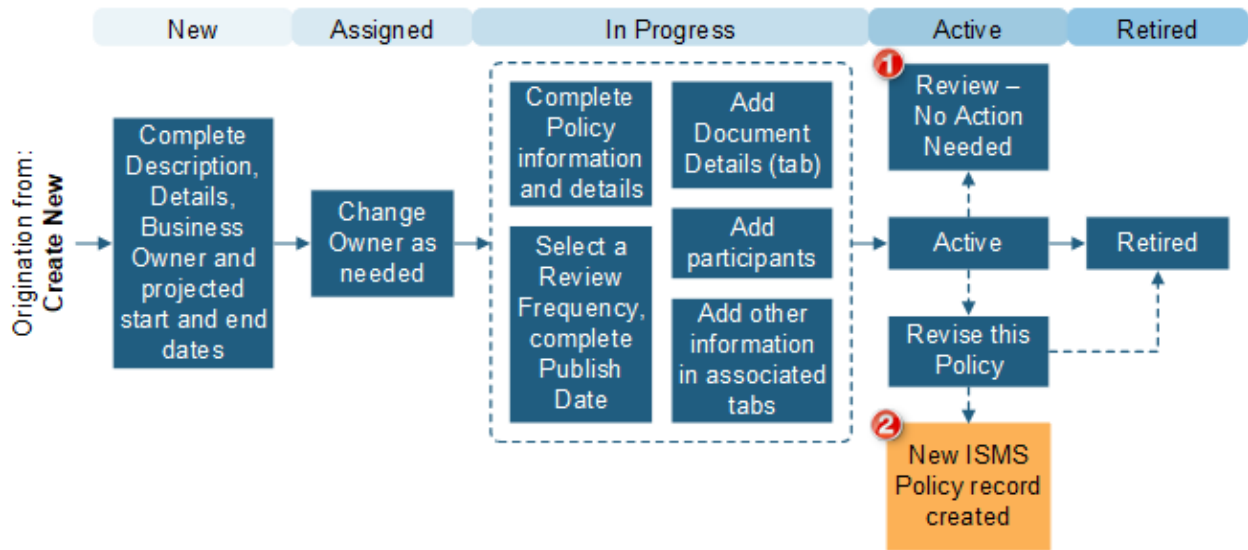 New
Assigned
In Progress
Active
Retired
Origination from:
Create New
Complete
Description,
Details,
Business
Owner and
projected
start and end
dates
Change
Owner as
needed
Complete
Policy
information
and details
Select a
Review
Frequency,
complete
Publish
Date
Add
Document
Details (tab)
Add
participants
Add other
information
in associated
tabs
1
Review –
No Action
Needed
Active
Retired
Revise this
Policy
2
New ISMS
Policy record
created